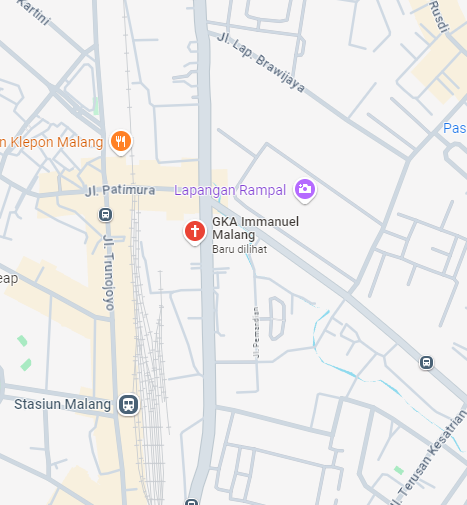 Kartini
Rusdi
Jl. Lap. Brawijaya
Pas
n Klepon Malang
Jl. Patimura
Lapangan Rampal
GKA Immanuel
Malang
Baru dilihat
Jl. Trunojoyo
eap
Jl. Pemandian
Stasiun Malang
Jl. Terusan Kesatrian